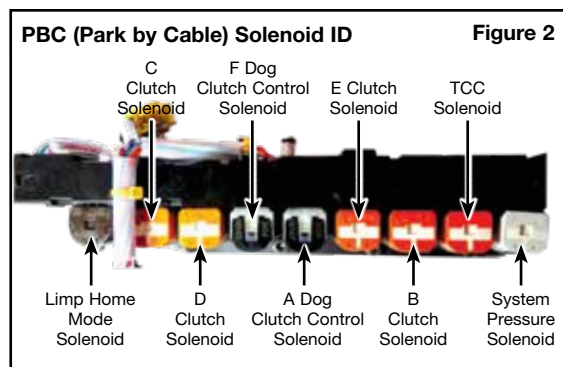 PBC (Park by Cable) Solenoid ID
Figure 2
C
Clutch
Solenoid
F Dog
Clutch Control
Solenoid
E Clutch
Solenoid
TCC
Solenoid
Limp Home
Mode
Solenoid
D
Clutch
Solenoid
A Dog
Clutch Control
Solenoid
B
Clutch
Solenoid
System
Pressure
Solenoid